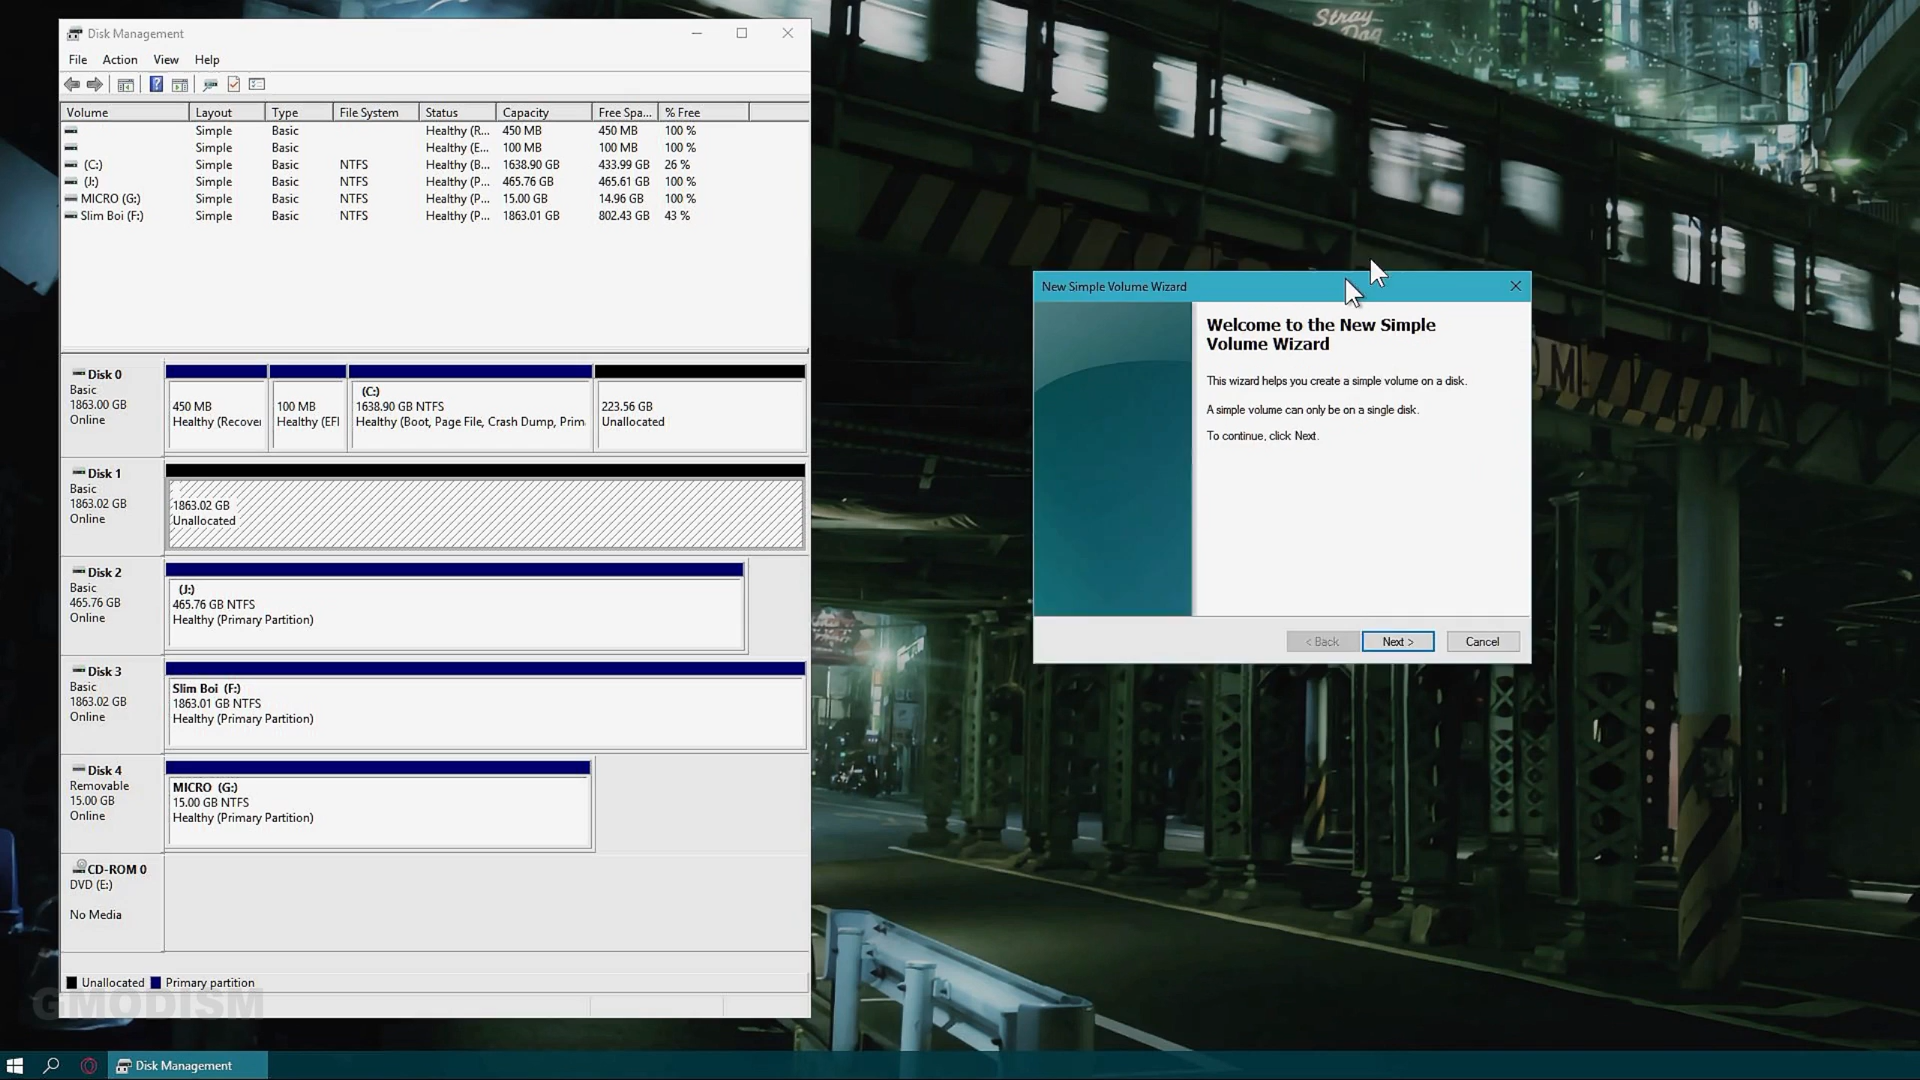 Stray
Dog
Disk Management
File Action View Help
Volume Layout Type File System Status Capacity Free Spa... % Free
Simple Basic Healthy (R... 450 MB 450 MB 100 %
Simple Basic Healthy (E... 100 MB 100 MB 100 %
(C:) Simple Basic NTFS Healthy (B... 1638.90 GB 433.99 GB 26 %
(J:) Simple Basic NTFS Healthy (P... 465.76 GB 465.61 GB 100 %
MICRO (G:) Simple Basic NTFS Healthy (P... 15.00 GB 14.96 GB 100 %
Slim Boi (F:) Simple Basic NTFS Healthy (P... 1863.01 GB 802.43 GB 43 %
Disk 0
Basic
1863.00 GB
Online
450 MB
Healthy (Recover
100 MB
Healthy (EFI
(C:)
1638.90 GB NTFS
Healthy (Boot, Page File, Crash Dump, Prim
223.56 GB
Unallocated
Disk 1
Basic
1863.02 GB
Online
1863.02 GB
Unallocated
Disk 2
Basic
465.76 GB
Online
(J:)
465.76 GB NTFS
Healthy (Primary Partition)
Disk 3
Basic
1863.02 GB
Online
Slim Boi (F:)
1863.01 GB NTFS
Healthy (Primary Partition)
Disk 4
Removable
15.00 GB
Online
MICRO (G:)
15.00 GB NTFS
Healthy (Primary Partition)
CD-ROM 0
DVD (E:)
No Media
Unallocated Primary partition
GMODISM
New Simple Volume Wizard
Welcome to the New Simple
Volume Wizard
This wizard helps you create a simple volume on a disk.
A simple volume can only be on a single disk.
To continue, click Next.
< Back Next > Cancel
Disk Management